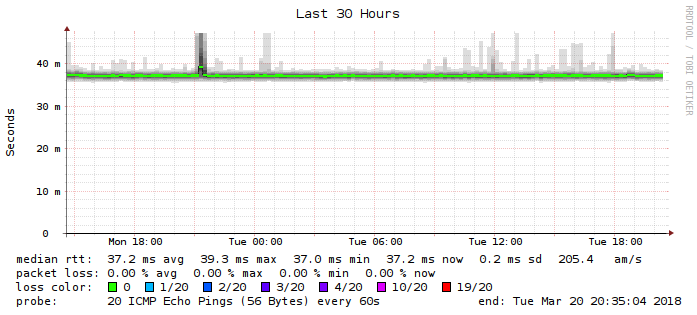 Last 30 Hours
RRDTOOL / TOBI OETIKER
Seconds
40 m
30 m
20 m
10 m
0
Mon 18:00 Tue 00:00 Tue 06:00 Tue 12:00 Tue 18:00
median rtt: 37.2 ms avg 39.3 ms max 37.0 ms min 37.2 ms now 0.2 ms sd 205.4 am/s
packet loss: 0.00 % avg 0.00 % max 0.00 % min 0.00 % now
loss color: 0 1/20 2/20 3/20 4/20 10/20 19/20
probe: 20 ICMP Echo Pings (56 Bytes) every 60s end: Tue Mar 20 20:35:04 2018